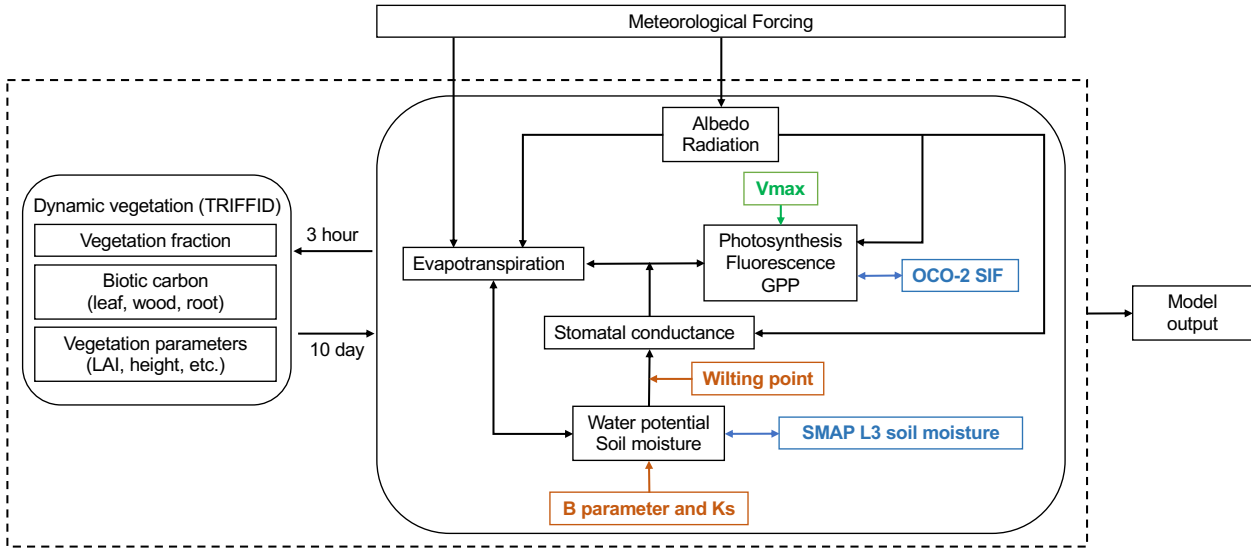 Meteorological Forcing
Albedo
Radiation
Vmax
Dynamic vegetation (TRIFFID)
Vegetation fraction
Biotic carbon
(leaf, wood, root)
Vegetation parameters
(LAI, height, etc.)
3 hour
10 day
Evapotranspiration
Photosynthesis
Fluorescence
GPP
OCO-2 SIF
Stomatal conductance
Wilting point
Water potential
Soil moisture
SMAP L3 soil moisture
B parameter and Ks
Model
output